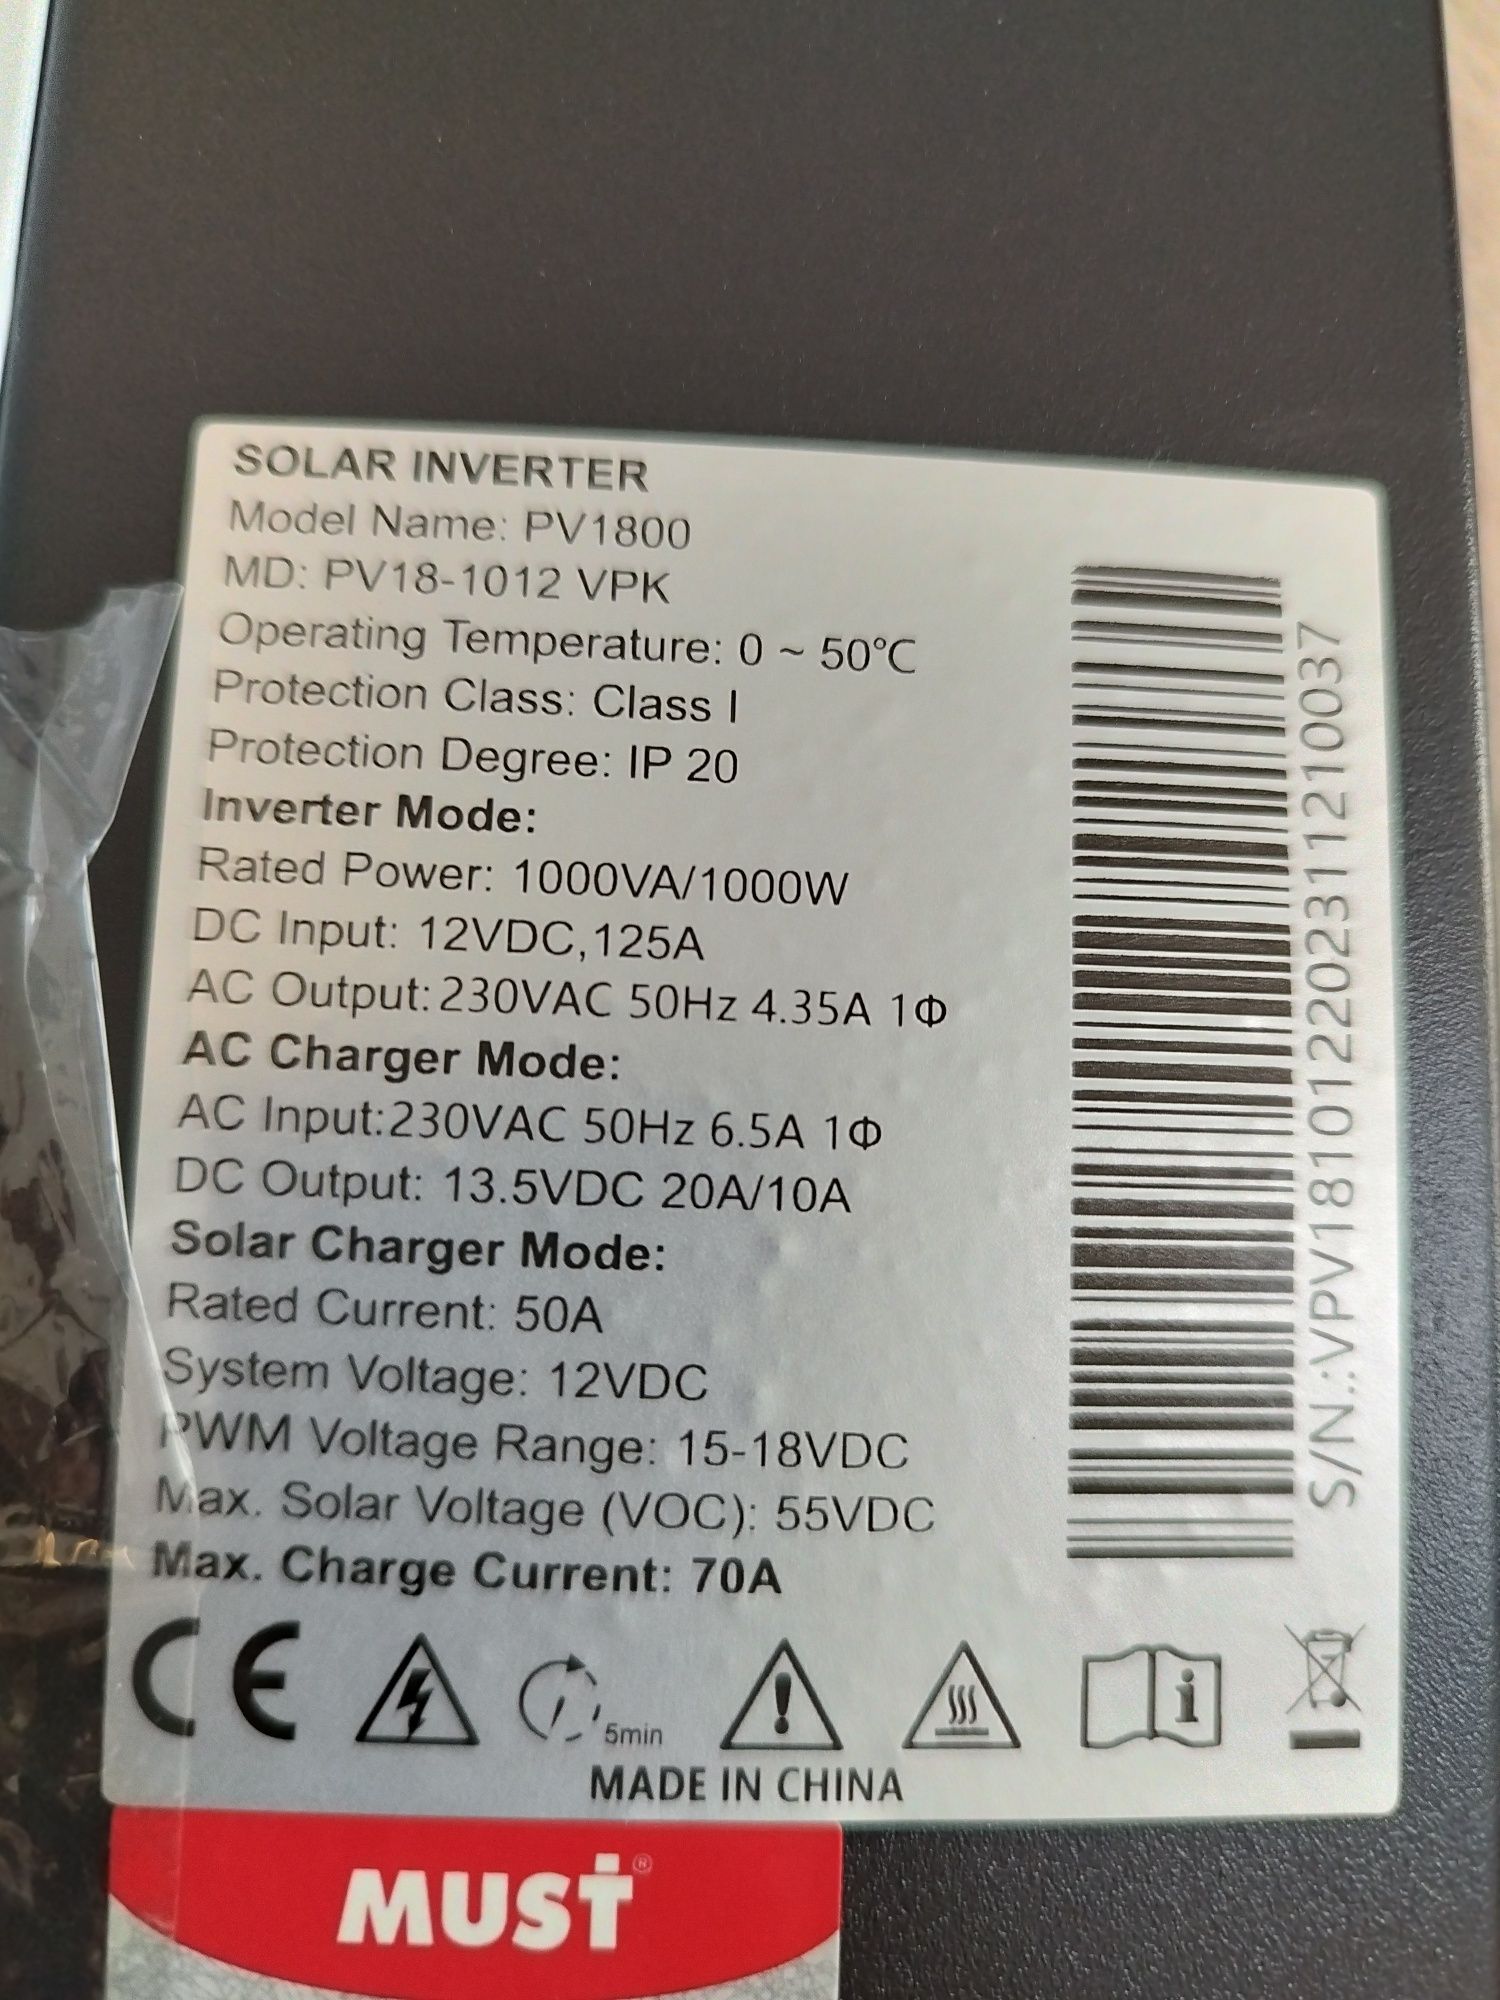 SOLAR INVERTER
Model Name: PV1800
MD: PV18-1012 VPK
Operating Temperature: 0 ~ 50°C
Protection Class: Class I
Protection Degree: IP 20
Inverter Mode:
Rated Power: 1000VA/1000W
DC Input: 12VDC,125A
AC Output: 230VAC 50Hz 4.35A 1Φ
AC Charger Mode:
AC Input:230VAC 50Hz 6.5A 1Φ
DC Output: 13.5VDC 20A/10A
Solar Charger Mode:
Rated Current: 50A
System Voltage: 12VDC
PWM Voltage Range: 15-18VDC
Max. Solar Voltage (VOC): 55VDC
Max. Charge Current: 70A
S/N.:VPV181012202311210037
CE
5min
MADE IN CHINA
MUST®